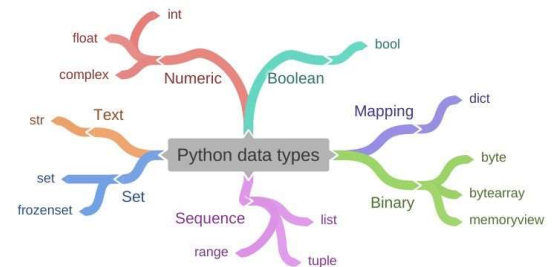 int
float
complex
Numeric
bool
Boolean
dict
Mapping
str
Text
Python data types
byte
bytearray
memoryview
Binary
set
frozenset
Set
Sequence
list
range
tuple